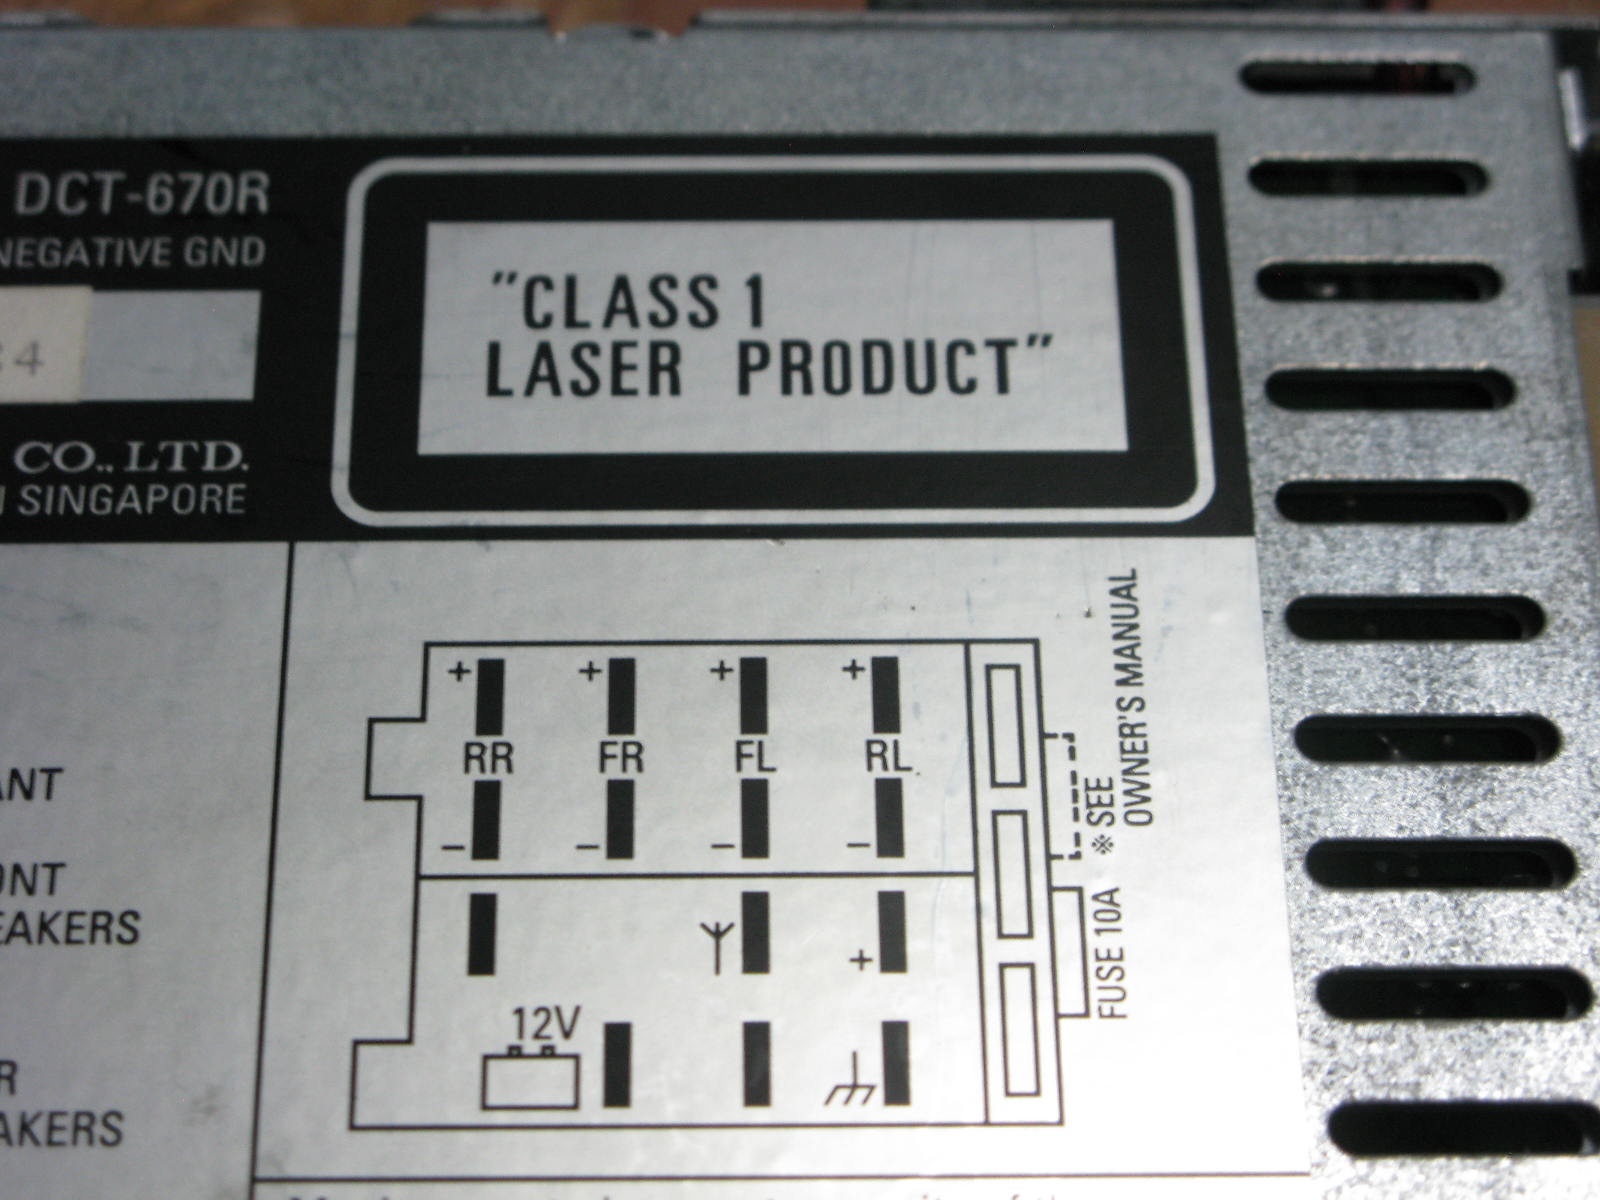 DCT-670R
NEGATIVE GND
4
CO., LTD.
SINGAPORE
"CLASS 1
LASER PRODUCT"
+ + + +
RR FR FL RL
- - - -
+
12V
※ SEE
OWNER'S MANUAL
FUSE 10A
ANT
ONT
EAKERS
R
AKERS